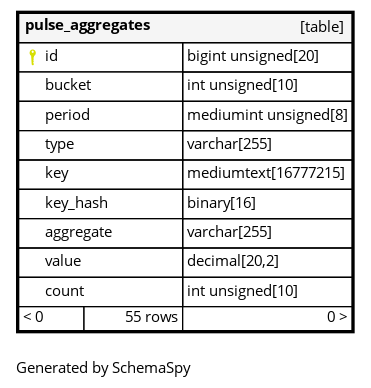 pulse_aggregates [table]
id bigint unsigned[20]
bucket int unsigned[10]
period mediumint unsigned[8]
type varchar[255]
key mediumtext[16777215]
key_hash binary[16]
aggregate varchar[255]
value decimal[20,2]
count int unsigned[10]
< 0 55 rows 0 >
Generated by SchemaSpy